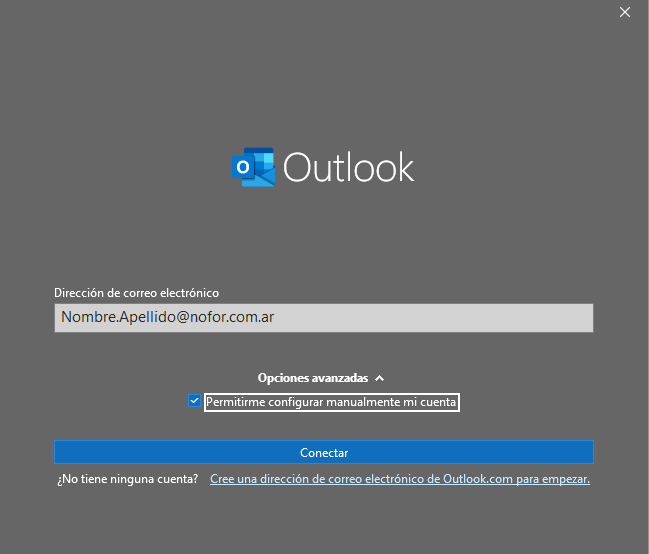 Outlook
Dirección de correo electrónico
Nombre.Apellido@nofor.com.ar
Opciones avanzadas
Permitirme configurar manualmente mi cuenta
Conectar
¿No tiene ninguna cuenta? Cree una dirección de correo electrónico de Outlook.com para empezar.